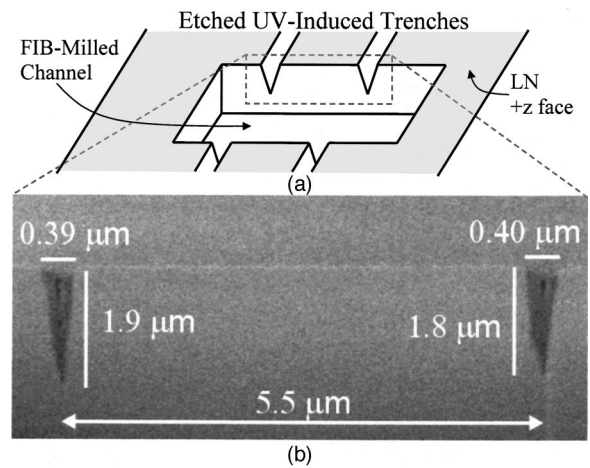 Etched UV-Induced Trenches
FIB-Milled
Channel
LN
+z face
(a)
0.39 μm
0.40 μm
1.9 μm
1.8 μm
5.5 μm
(b)